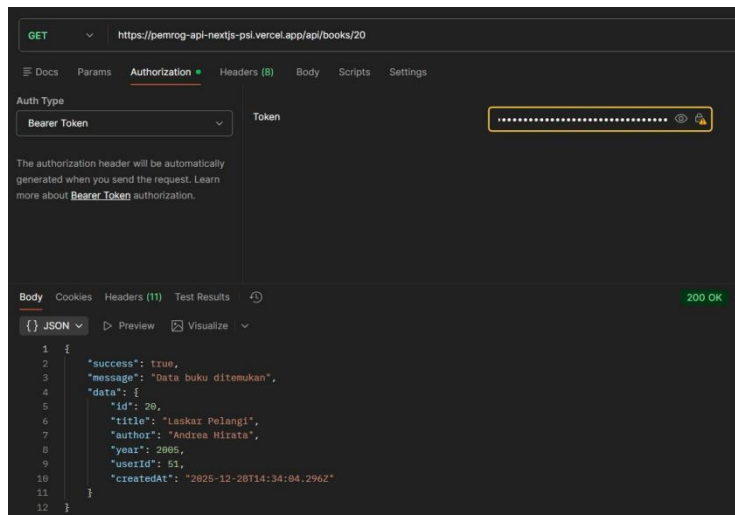 GET https://pemrog-api-nextjs-psi.vercel.app/api/books/20
Docs Params Authorization Headers (8) Body Scripts Settings
Auth Type
Bearer Token
Token
The authorization header will be automatically
generated when you send the request. Learn
more about Bearer Token authorization.
Body Cookies Headers (11) Test Results
200 OK
{} JSON Preview Visualize
1 {
2 "success": true,
3 "message": "Data buku ditemukan",
4 "data": {
5 "id": 20,
6 "title": "Laskar Pelangi",
7 "author": "Andrea Hirata",
8 "year": 2005,
9 "userId": 51,
10 "createdAt": "2025-12-28T14:34:04.296Z"
11 }
12 }